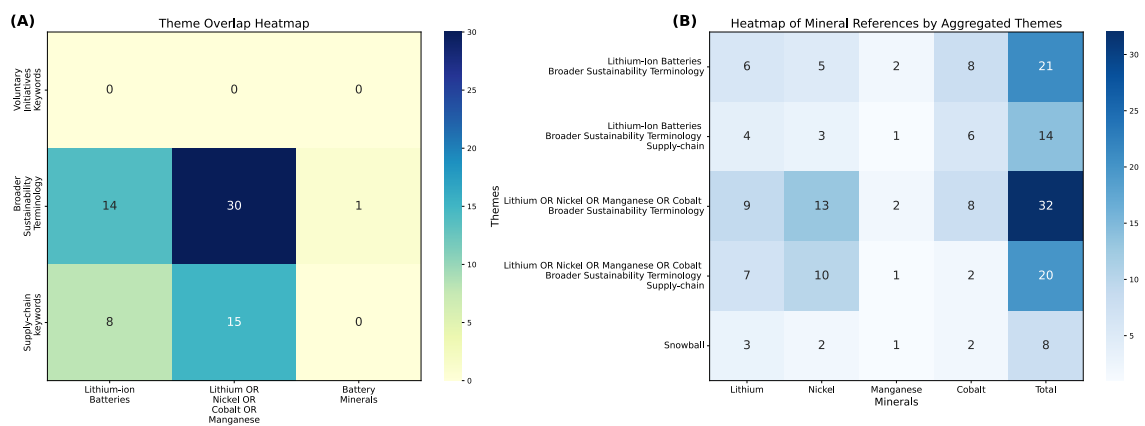 (A)
Theme Overlap Heatmap
Voluntary
Initiatives
Keywords
0 0 0
Broader
Sustainability
Terminology
14 30 1
Supply-chain
keywords
8 15 0
Lithium-ion
Batteries
Lithium OR
Nickel OR
Cobalt OR
Manganese
Battery
Minerals
30
25
20
15
10
5
0
(B)
Heatmap of Mineral References by Aggregated Themes
Themes
Lithium-Ion Batteries
Broader Sustainability Terminology
6 5 2 8 21
Lithium-Ion Batteries
Broader Sustainability Terminology
Supply-chain
4 3 1 6 14
Lithium OR Nickel OR Manganese OR Cobalt
Broader Sustainability Terminology
9 13 2 8 32
Lithium OR Nickel OR Manganese OR Cobalt
Broader Sustainability Terminology
Supply-chain
7 10 1 2 20
Snowball
3 2 1 2 8
Lithium Nickel Manganese Cobalt Total
Minerals
30
25
20
15
10
5